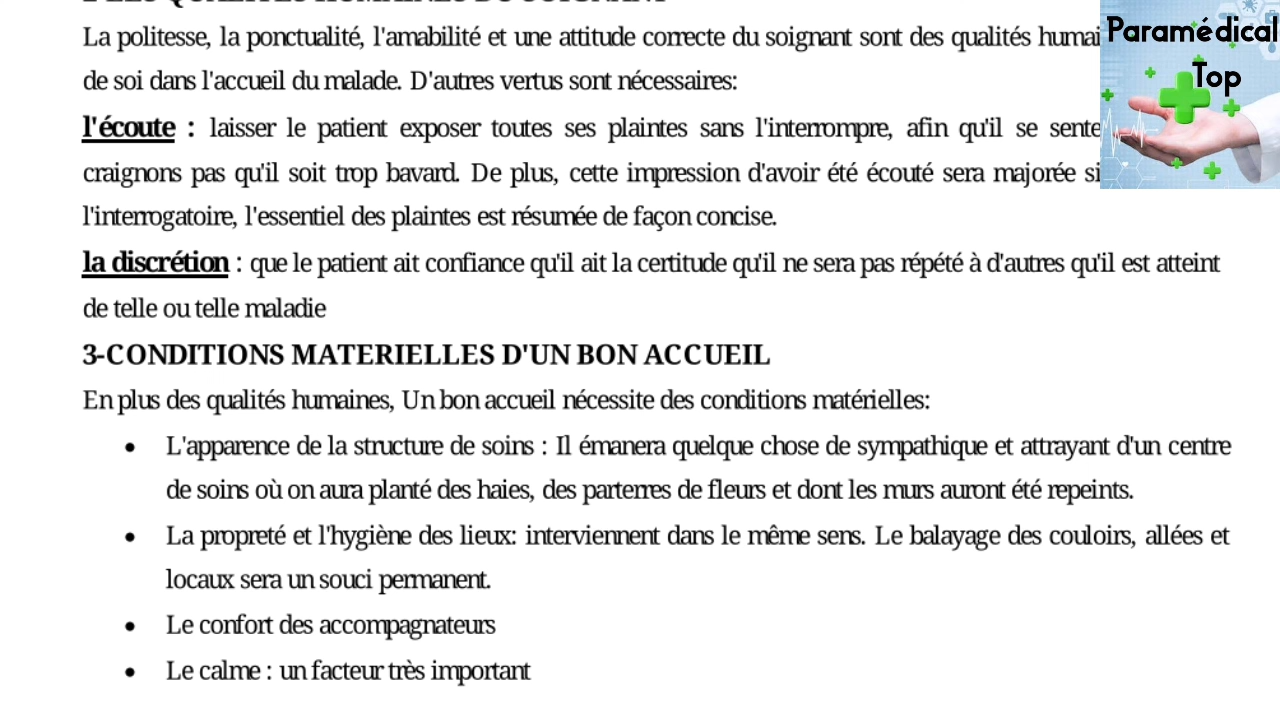 La politesse, la ponctualité, l'amabilité et une attitude correcte du soignant sont des qualités
de soi dans l'accueil du malade. D'autres vertus sont nécessaires:
l'écoute : laisser le patient exposer toutes ses plaintes sans l'interrompre, afin qu'il se sente
craignons pas qu'il soit trop bavard. De plus, cette impression d'avoir été écouté sera majorée si
l'interrogatoire, l'essentiel des plaintes est résumée de façon concise.
la discrétion : que le patient ait confiance qu'il ait la certitude qu'il ne sera pas répété à d'autres qu'il est atteint
de telle ou telle maladie
3-CONDITIONS MATERIELLES D'UN BON ACCUEIL
En plus des qualités humaines, Un bon accueil nécessite des conditions matérielles:
• L'apparence de la structure de soins : Il émanera quelque chose de sympathique et attrayant d'un centre
de soins où on aura planté des haies, des parterres de fleurs et dont les murs auront été repeints.
• La propreté et l'hygiène des lieux: interviennent dans le même sens. Le balayage des couloirs, allées et
locaux sera un souci permanent.
• Le confort des accompagnateurs
• Le calme : un facteur très important
Paramédical
Top